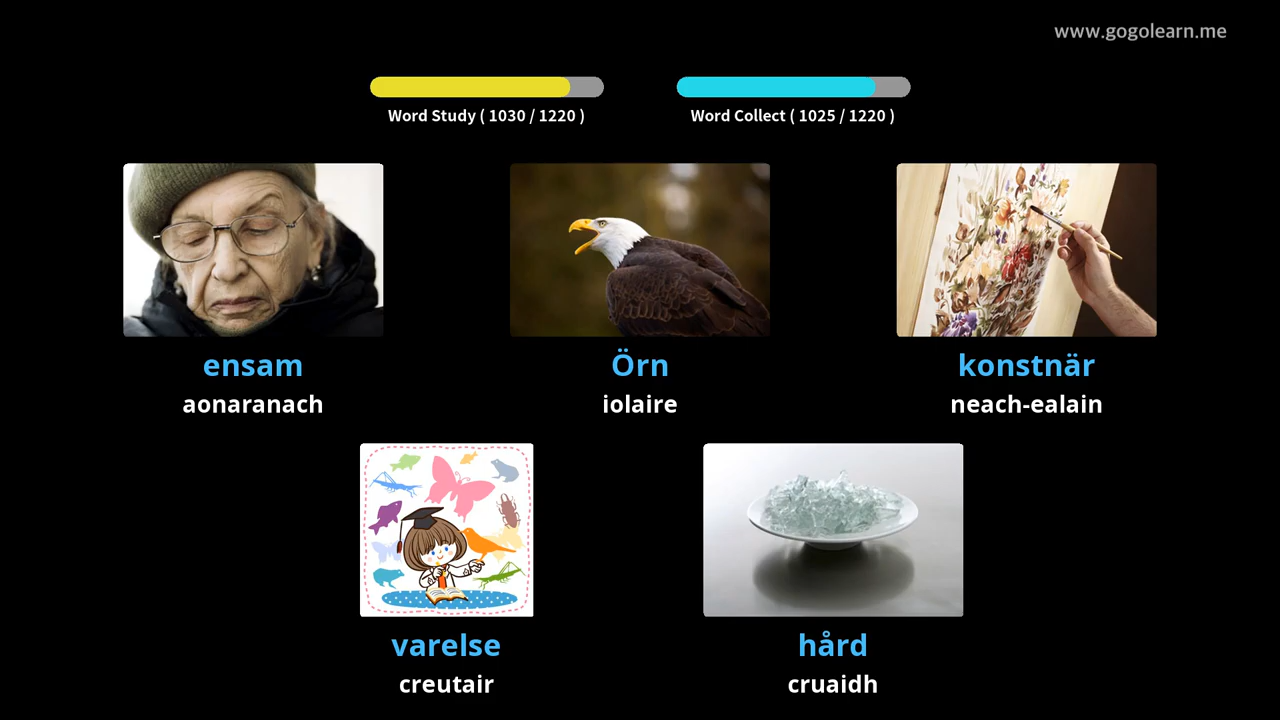 www.gogolearn.me
Word Study ( 1030 / 1220 )
Word Collect ( 1025 / 1220 )
ensam
aonaranach
Örn
iolaire
konstnär
neach-ealain
varelse
creutair
hård
cruaidh